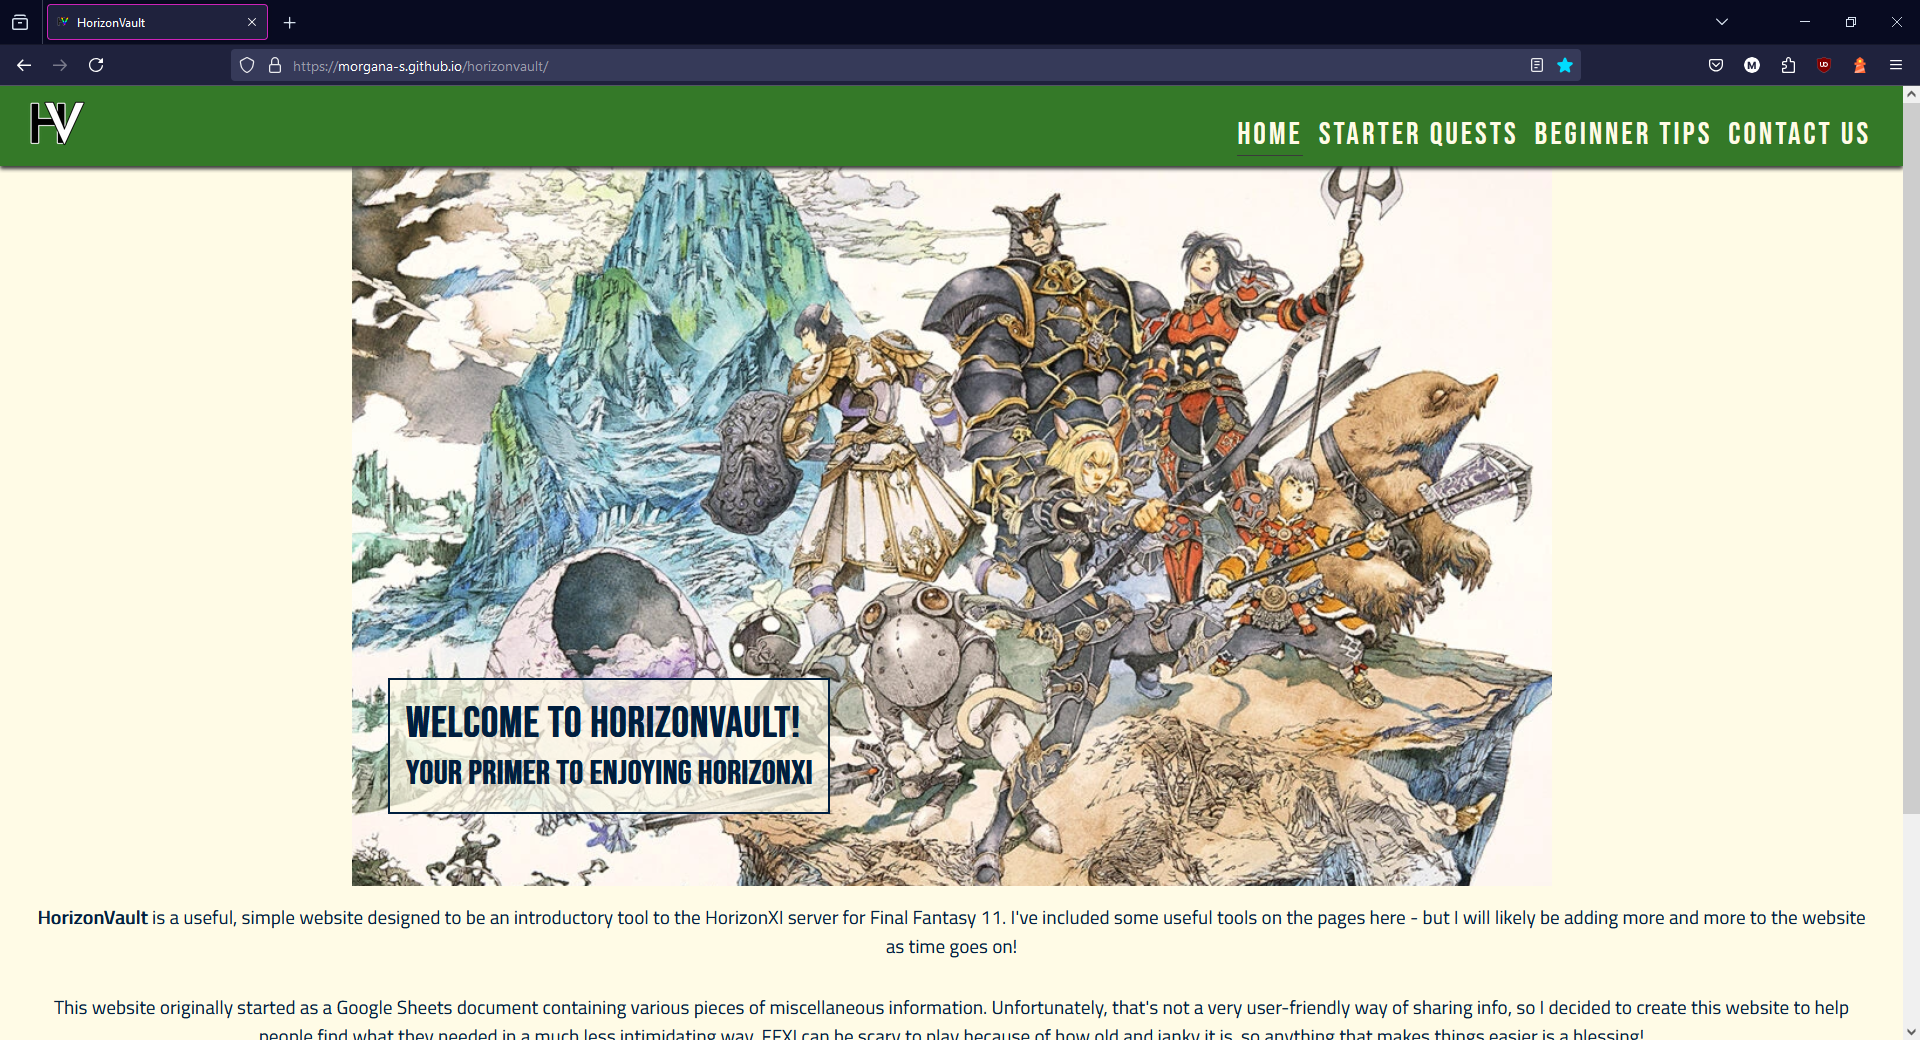 HorizonVault
https://morgana-s.github.io/horizonvault/
M
HV
HOME STARTER QUESTS BEGINNER TIPS CONTACT US
WELCOME TO HORIZONVAULT!
YOUR PRIMER TO ENJOYING HORIZONXI
HorizonVault is a useful, simple website designed to be an introductory tool to the HorizonXI server for Final Fantasy 11. I've included some useful tools on the pages here - but I will likely be adding more and more to the website
as time goes on!
This website originally started as a Google Sheets document containing various pieces of miscellaneous information. Unfortunately, that's not a very user-friendly way of sharing info, so I decided to create this website to help
people find what they needed in a much less intimidating way. FFXI can be scary to play because of how old and janky it is, so anything that makes things easier is a blessing!